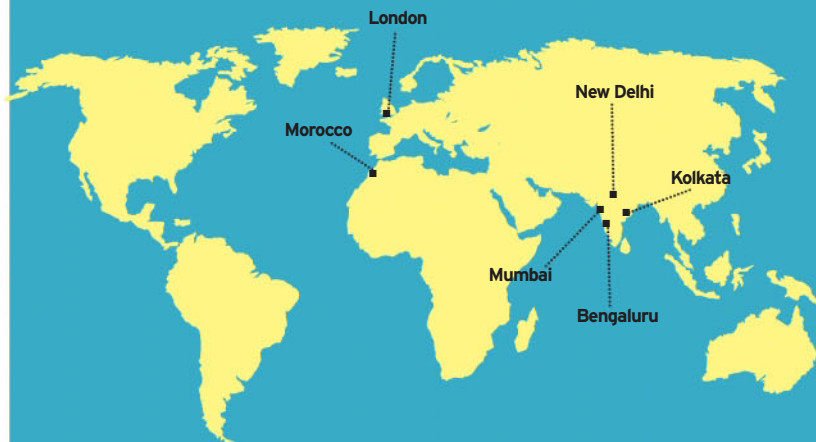 London
New Delhi
Morocco
Kolkata
Mumbai
Bengaluru